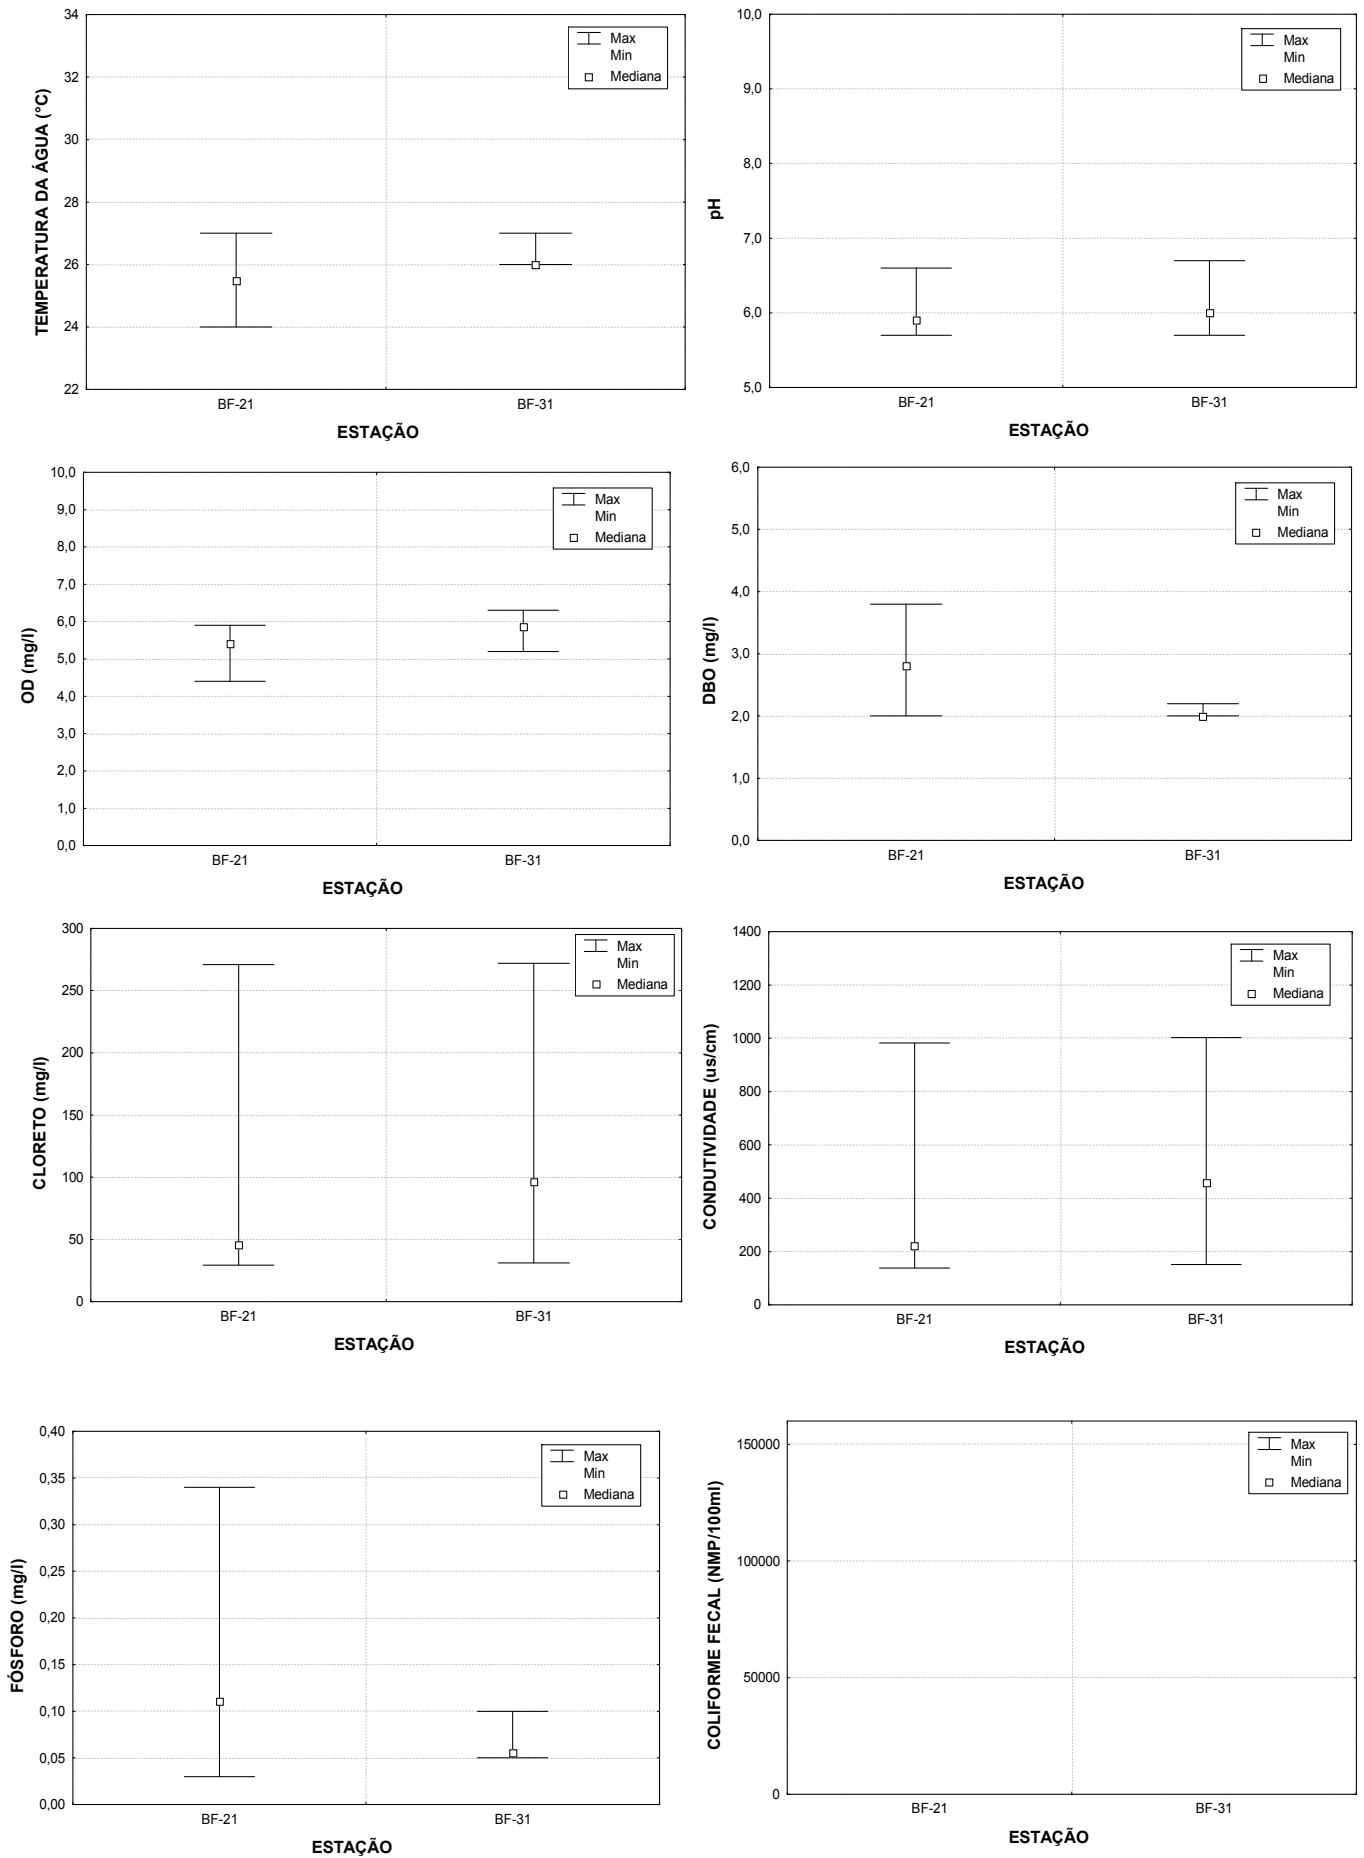 TEMPERATURA DA ÁGUA (°C)
34
32
30
28
26
24
22
Max
Min
Mediana
BF-21
BF-31
ESTAÇÃO
pH
10,0
9,0
8,0
7,0
6,0
5,0
Max
Min
Mediana
BF-21
BF-31
ESTAÇÃO
OD (mg/l)
10,0
9,0
8,0
7,0
6,0
5,0
4,0
3,0
2,0
1,0
0,0
Max
Min
Mediana
BF-21
BF-31
ESTAÇÃO
DBO (mg/l)
6,0
5,0
4,0
3,0
2,0
1,0
0,0
Max
Min
Mediana
BF-21
BF-31
ESTAÇÃO
CLORETO (mg/l)
300
250
200
150
100
50
0
Max
Min
Mediana
BF-21
BF-31
ESTAÇÃO
CONDUTIVIDADE (us/cm)
1400
1200
1000
800
600
400
200
0
Max
Min
Mediana
BF-21
BF-31
ESTAÇÃO
FÓSFORO (mg/l)
0,40
0,35
0,30
0,25
0,20
0,15
0,10
0,05
0,00
Max
Min
Mediana
BF-21
BF-31
ESTAÇÃO
COLIFORME FECAL (NMP/100ml)
150000
100000
50000
0
Max
Min
Mediana
BF-21
BF-31
ESTAÇÃO